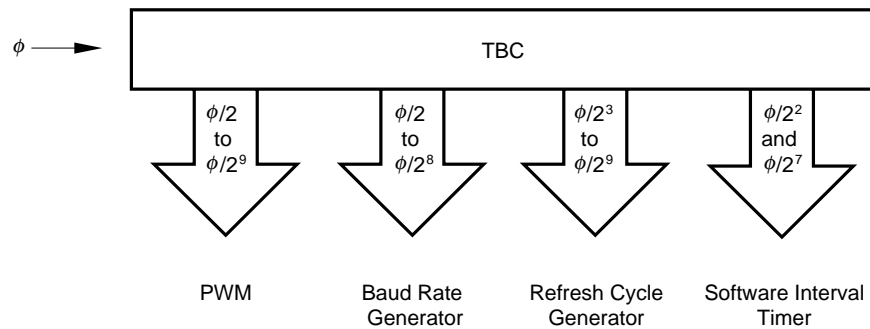 ϕ
TBC
ϕ/2
to
ϕ/2⁹
ϕ/2
to
ϕ/2⁸
ϕ/2³
to
ϕ/2⁹
ϕ/2²
and
ϕ/2⁷
PWM
Baud Rate
Generator
Refresh Cycle
Generator
Software Interval
Timer